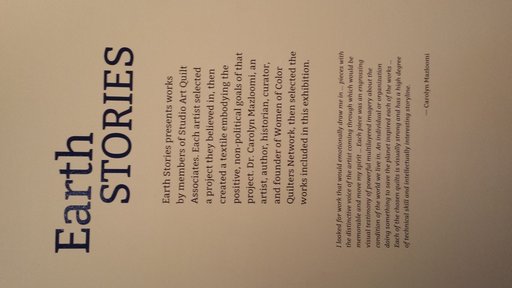 Earth
STORIES
Earth Stories presents works
by members of Studio Art Quilt
Associates. Each artist selected
a project they believed in, then
created a textile embodying the
positive, non-political goals of that
project. Dr. Carolyn Mazloomi, an
artist, author, historian, curator,
and founder of Women of Color
Quilters Network, then selected the
works included in this exhibition.
I looked for work that would emotionally draw me in ... pieces with
the distinctive voice of the artist coming through which would be
memorable and move my spirit ... Each piece was an engrossing
visual testimony of powerful multilayered imagery about the
condition of the world we live in. An individual or organization
doing something to save the planet inspired each of the works ...
Each of the chosen quilts is visually strong and has a high degree
of technical skill and intellectually interesting storyline.
— Carolyn Mazloomi